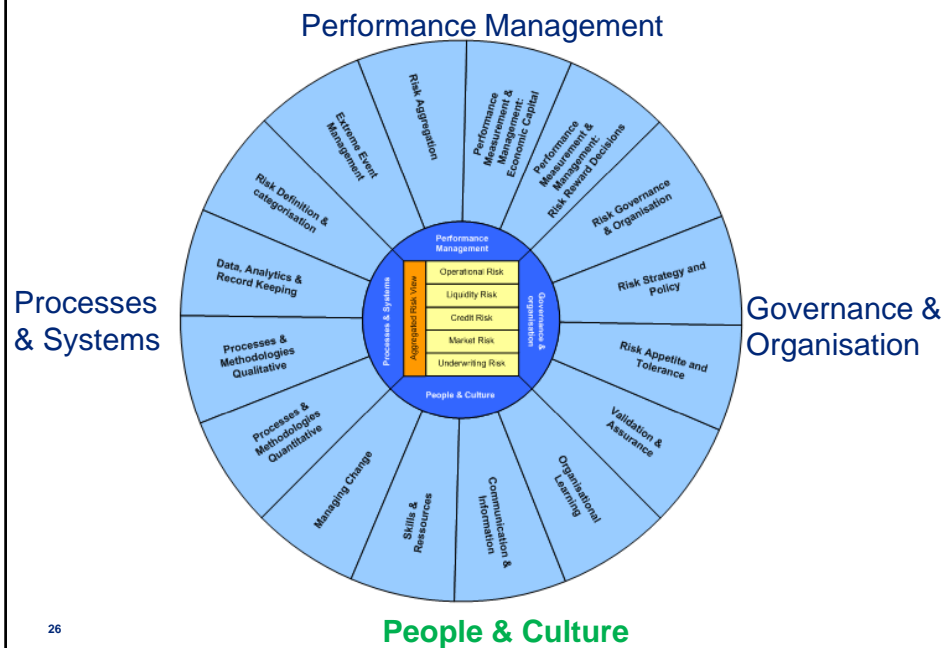 Performance Management
Risk Aggregation
Performance
Measurement &
Management:
Economic Capital
Performance
Measurement &
Management:
Risk Reward Decisions
Risk Governance
& Organisation
Risk Strategy and
Policy
Risk Appetite and
Tolerance
Validation &
Assurance
Organisational
Learning
Communication &
Information
Skills &
Ressources
Managing Change
Processes &
Methodologies
Quantitative
Processes &
Methodologies
Qualitative
Data, Analytics &
Record Keeping
Risk Definition &
categorisation
Extreme Event
Management
Performance
Management
Processes & Systems
Aggregated Risk View
Operational Risk
Liquidity Risk
Credit Risk
Market Risk
Underwriting Risk
Governance &
organisation
People & Culture
Processes
& Systems
Governance &
Organisation
26
People & Culture